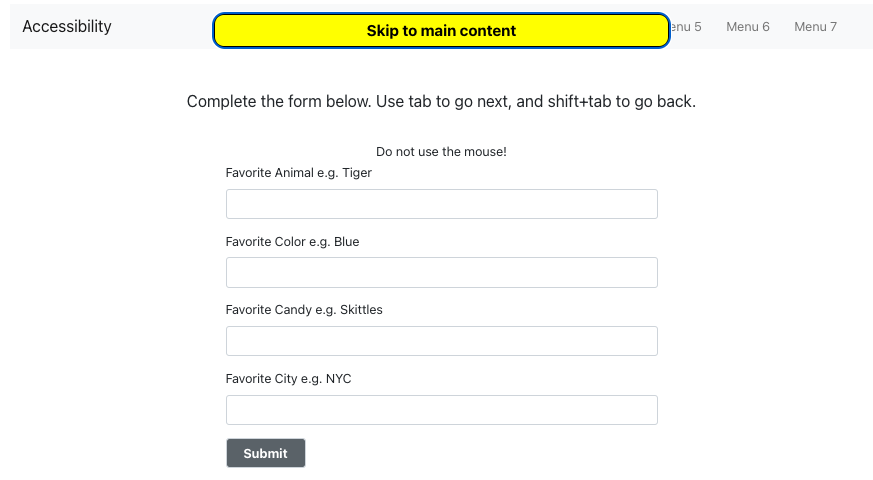 Accessibility
Skip to main content
enu 5
Menu 6
Menu 7
Complete the form below. Use tab to go next, and shift+tab to go back.
Do not use the mouse!
Favorite Animal e.g. Tiger
Favorite Color e.g. Blue
Favorite Candy e.g. Skittles
Favorite City e.g. NYC
Submit